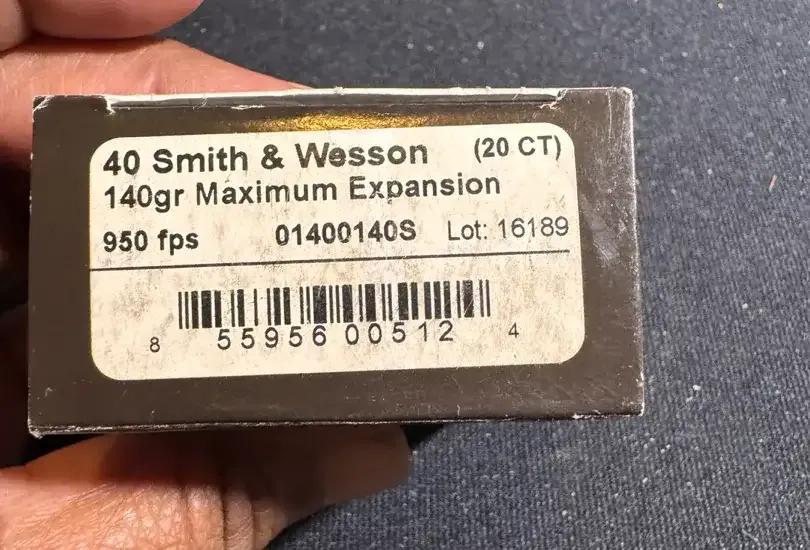 40 Smith & Wesson (20 CT)
140gr Maximum Expansion
950 fps 01400140S Lot: 16189
8 55956 00512 4